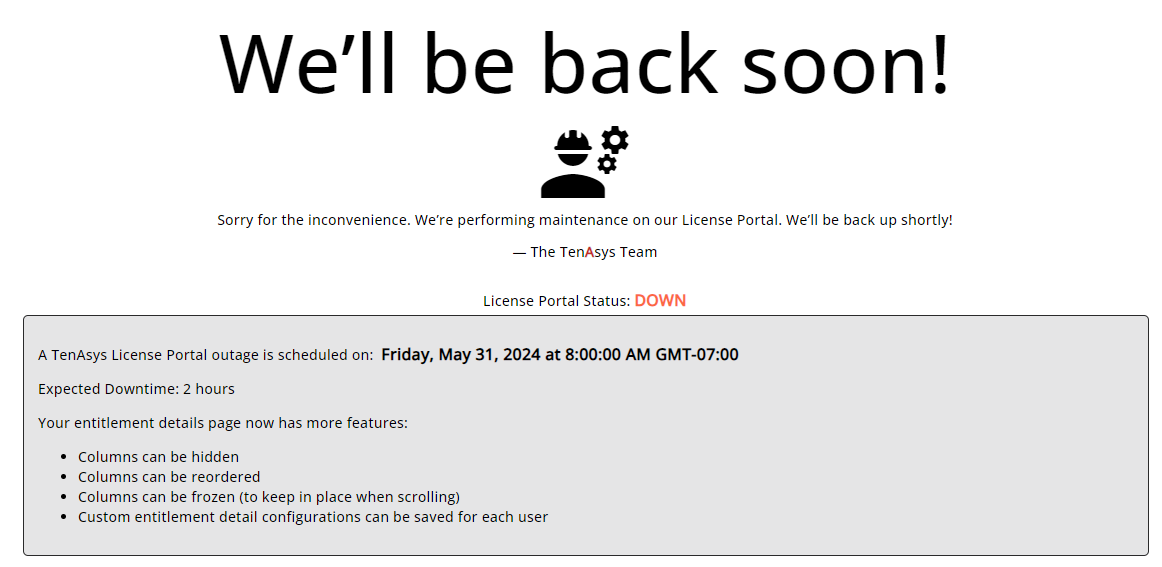 We’ll be back soon!
Sorry for the inconvenience. We’re performing maintenance on our License Portal. We’ll be back up shortly!
— The TenAsys Team
License Portal Status: DOWN
A TenAsys License Portal outage is scheduled on: Friday, May 31, 2024 at 8:00:00 AM GMT-07:00
Expected Downtime: 2 hours
Your entitlement details page now has more features:
• Columns can be hidden
• Columns can be reordered
• Columns can be frozen (to keep in place when scrolling)
• Custom entitlement detail configurations can be saved for each user